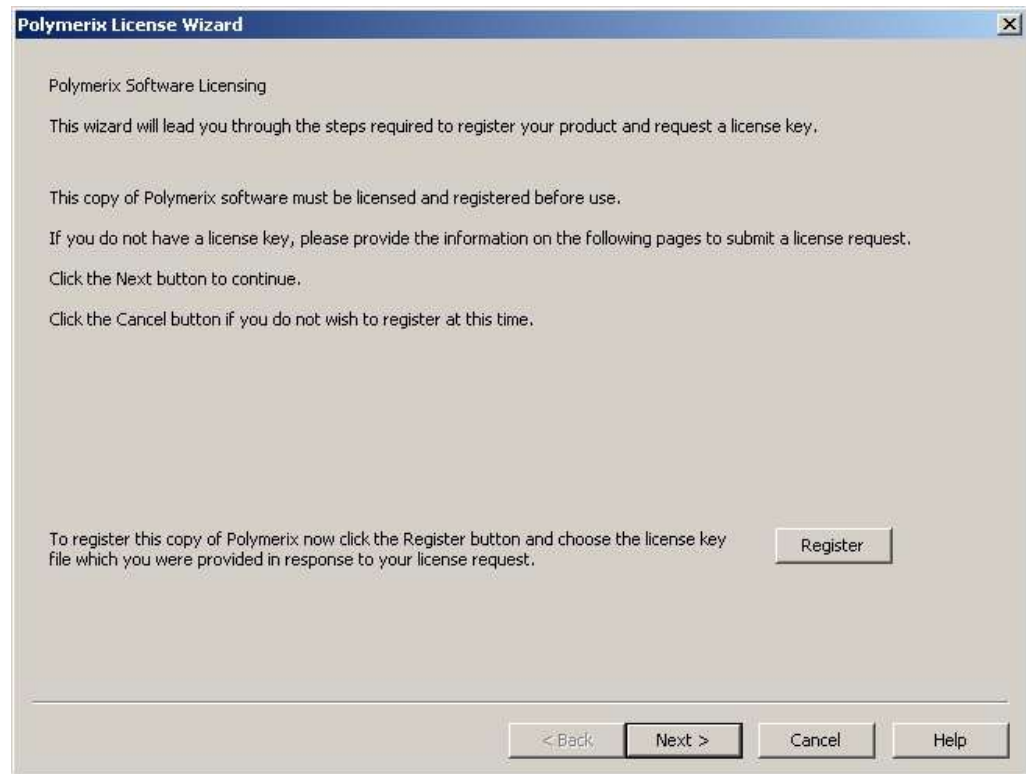 Polymerix License Wizard
Polymerix Software Licensing
This wizard will lead you through the steps required to register your product and request a license key.
This copy of Polymerix software must be licensed and registered before use.
If you do not have a license key, please provide the information on the following pages to submit a license request.
Click the Next button to continue.
Click the Cancel button if you do not wish to register at this time.
To register this copy of Polymerix now click the Register button and choose the license key
file which you were provided in response to your license request.
Register
< Back
Next >
Cancel
Help